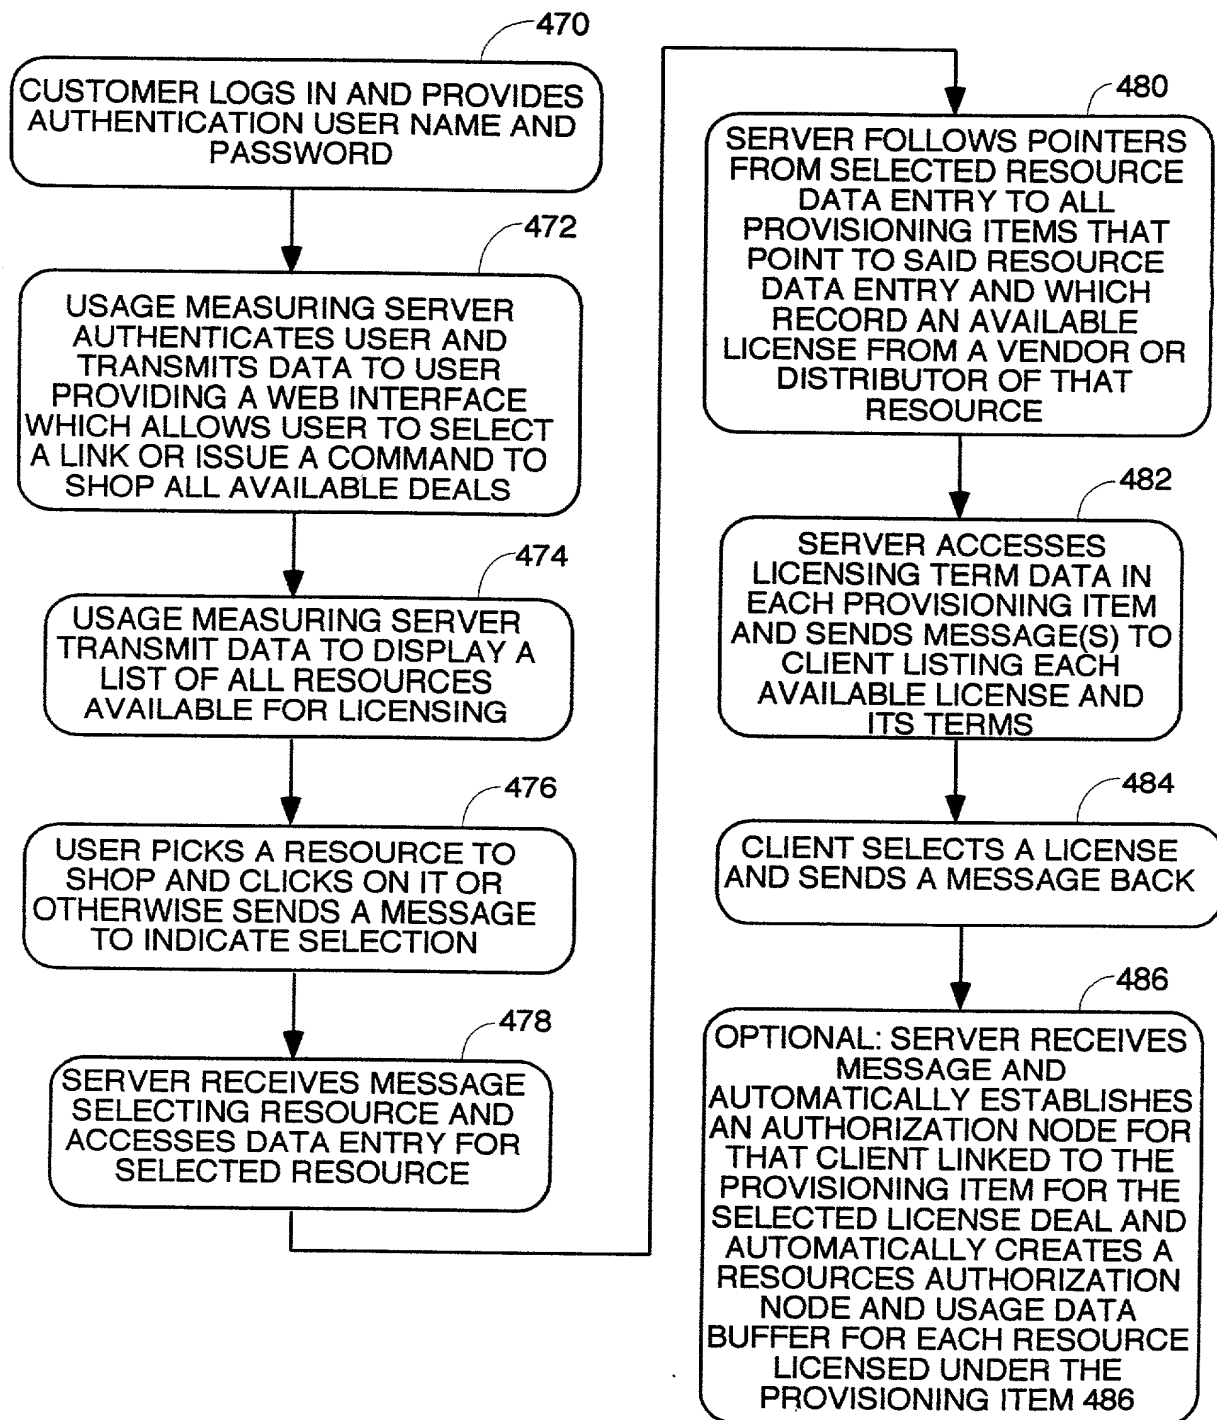 470
CUSTOMER LOGS IN AND PROVIDES
AUTHENTICATION USER NAME AND
PASSWORD
472
USAGE MEASURING SERVER
AUTHENTICATES USER AND
TRANSMITS DATA TO USER
PROVIDING A WEB INTERFACE
WHICH ALLOWS USER TO SELECT
A LINK OR ISSUE A COMMAND TO
SHOP ALL AVAILABLE DEALS
474
USAGE MEASURING SERVER
TRANSMIT DATA TO DISPLAY A
LIST OF ALL RESOURCES
AVAILABLE FOR LICENSING
476
USER PICKS A RESOURCE TO
SHOP AND CLICKS ON IT OR
OTHERWISE SENDS A MESSAGE
TO INDICATE SELECTION
478
SERVER RECEIVES MESSAGE
SELECTING RESOURCE AND
ACCESSES DATA ENTRY FOR
SELECTED RESOURCE
480
SERVER FOLLOWS POINTERS
FROM SELECTED RESOURCE
DATA ENTRY TO ALL
PROVISIONING ITEMS THAT
POINT TO SAID RESOURCE
DATA ENTRY AND WHICH
RECORD AN AVAILABLE
LICENSE FROM A VENDOR OR
DISTRIBUTOR OF THAT
RESOURCE
482
SERVER ACCESSES
LICENSING TERM DATA IN
EACH PROVISIONING ITEM
AND SENDS MESSAGE(S) TO
CLIENT LISTING EACH
AVAILABLE LICENSE AND
ITS TERMS
484
CLIENT SELECTS A LICENSE
AND SENDS A MESSAGE BACK
486
OPTIONAL: SERVER RECEIVES
MESSAGE AND
AUTOMATICALLY ESTABLISHES
AN AUTHORIZATION NODE FOR
THAT CLIENT LINKED TO THE
PROVISIONING ITEM FOR THE
SELECTED LICENSE DEAL AND
AUTOMATICALLY CREATES A
RESOURCES AUTHORIZATION
NODE AND USAGE DATA
BUFFER FOR EACH RESOURCE
LICENSED UNDER THE
PROVISIONING ITEM 486